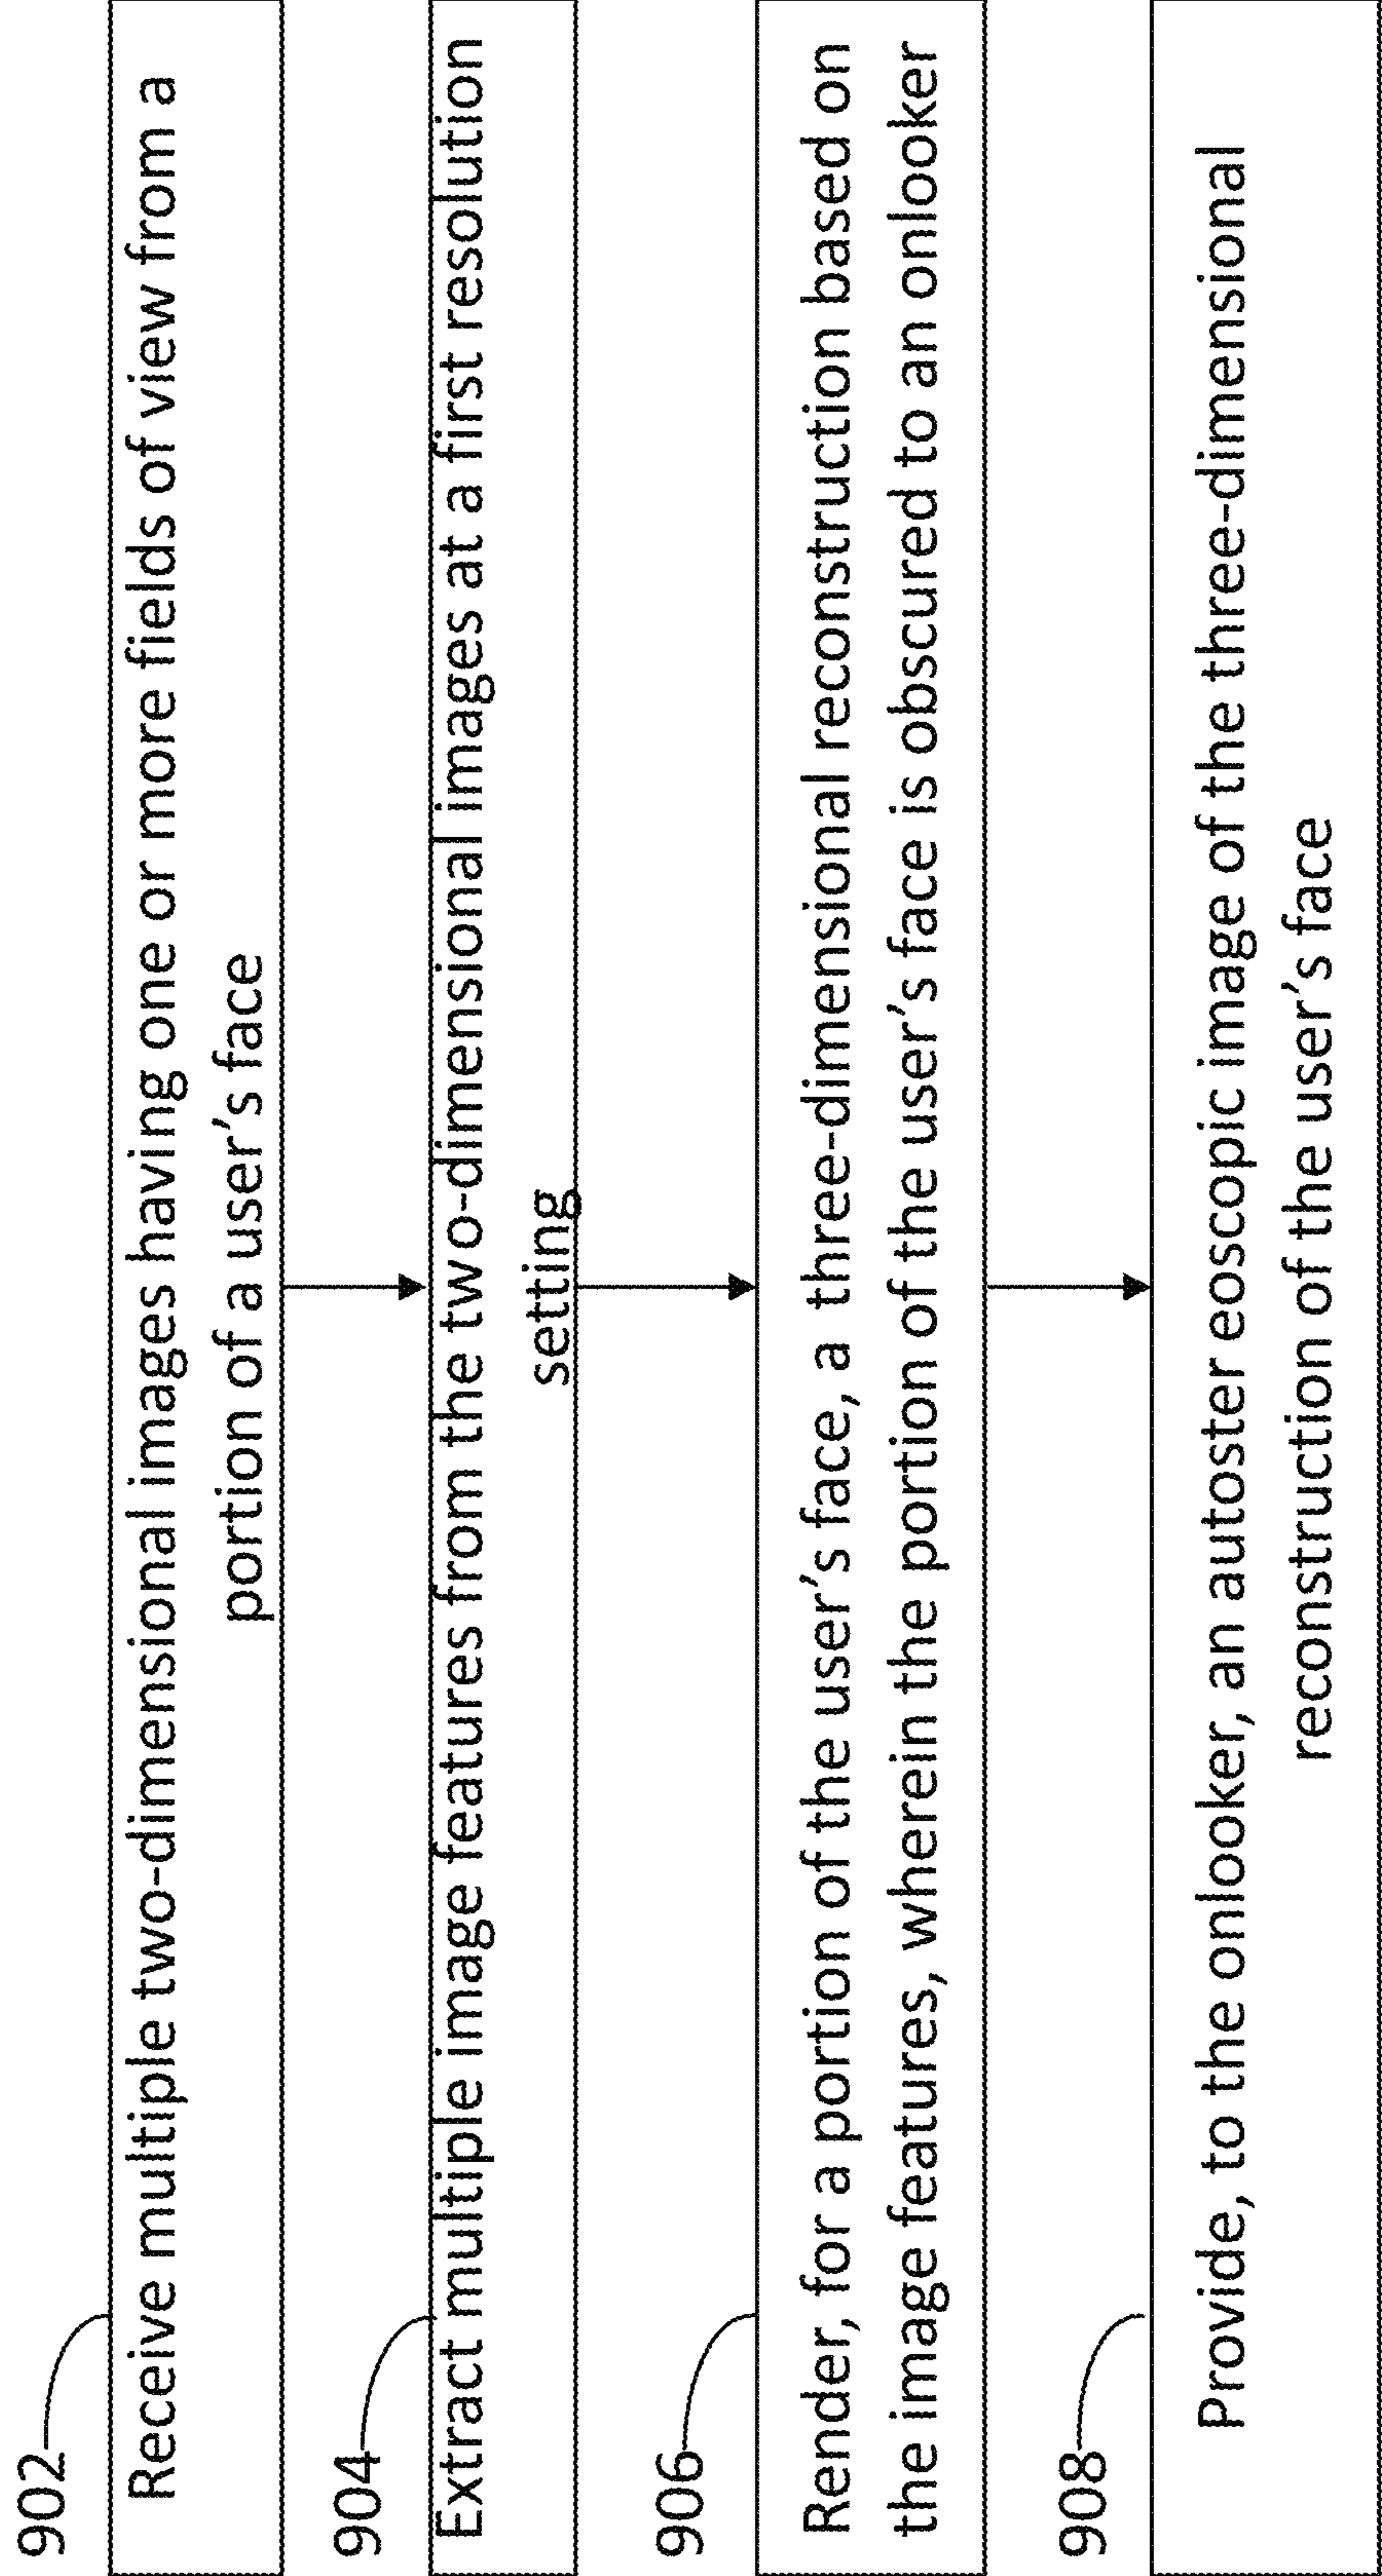 902
Receive multiple two-dimensional images having one or more fields of view from a
portion of a user's face
904
Extract multiple image features from the two-dimensional images at a first resolution
setting
906
Render, for a portion of the user's face, a three-dimensional reconstruction based on
the image features, wherein the portion of the user's face is obscured to an onlooker
908
Provide, to the onlooker, an autoster eoscopic image of the three-dimensional
reconstruction of the user's face